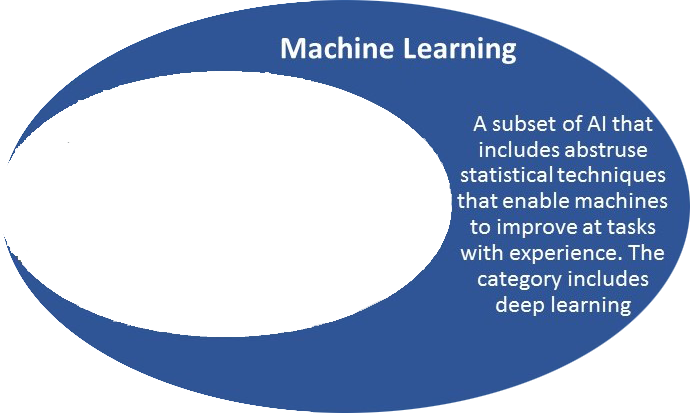 Machine Learning
A subset of AI that
includes abstruse
statistical techniques
that enable machines
to improve at tasks
with experience. The
category includes
deep learning